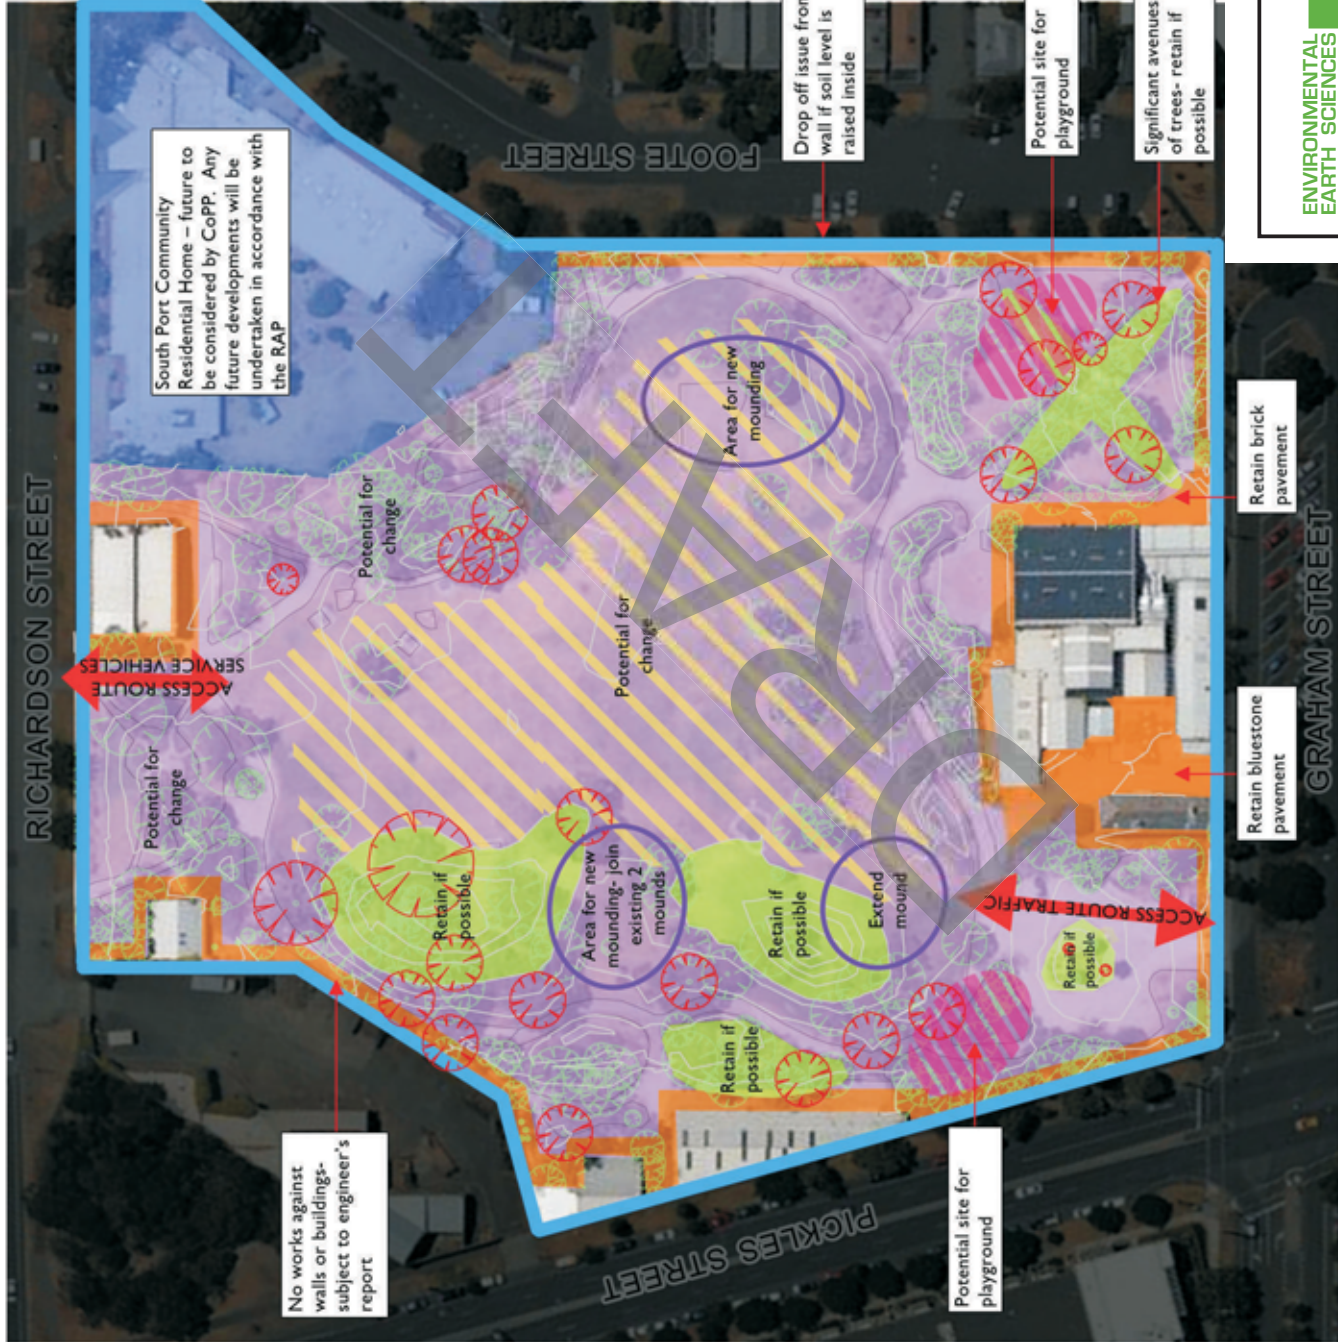 RICHARDSON STREET
South Port Community
Residential Home – future to
be considered by CoPP. Any
future developments will be
undertaken in accordance with
the RAP
FOOTE STREET
Drop off issue from
wall if soil level is
raised inside
Potential site for
playground
Significant avenues
of trees- retain if
possible
ENVIRONMENTAL
EARTH SCIENCES
ACCESS ROUTE
SERVICE VEHICLES
Potential for
change
Potential for
change
Potential for
change
Area for new
mounding
Retain if
possible
Area for new
mounding- join
existing 2
mounds
Retain if
possible
Extend
mound
ACCESS ROUTE TRAFFIC
Retain if
possible
Retain if
possible
No works against
walls or buildings-
subject to engineer's
report
PICKLES STREET
Potential site for
playground
Retain bluestone
pavement
Retain brick
pavement
GRAHAM STREET
DRAFT